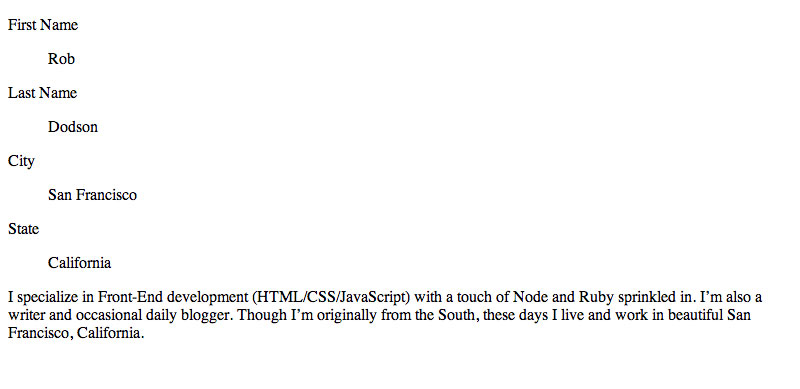 First Name
Rob
Last Name
Dodson
City
San Francisco
State
California
I specialize in Front-End development (HTML/CSS/JavaScript) with a touch of Node and Ruby sprinkled in. I’m also a
writer and occasional daily blogger. Though I’m originally from the South, these days I live and work in beautiful San
Francisco, California.